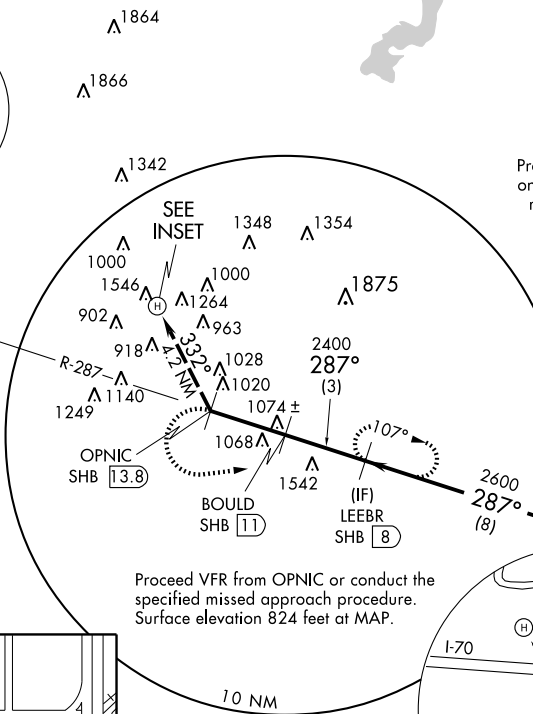 1864
1866
1342
Pro
on
r
SEE
INSET
1348
1354
1000
1546
H
1000
1264
1875
902
963
918
332°
4.2 NM
2400
287°
(3)
R-287
1028
1020
1140
1249
1074 ±
107°
1068
OPNIC
SHB 13.8
1542
BOULD
SHB 11
(IF)
LEEBR
SHB 8
2600
287°
(8)
Proceed VFR from OPNIC or conduct the
specified missed approach procedure.
Surface elevation 824 feet at MAP.
H
I-70
10 NM
4